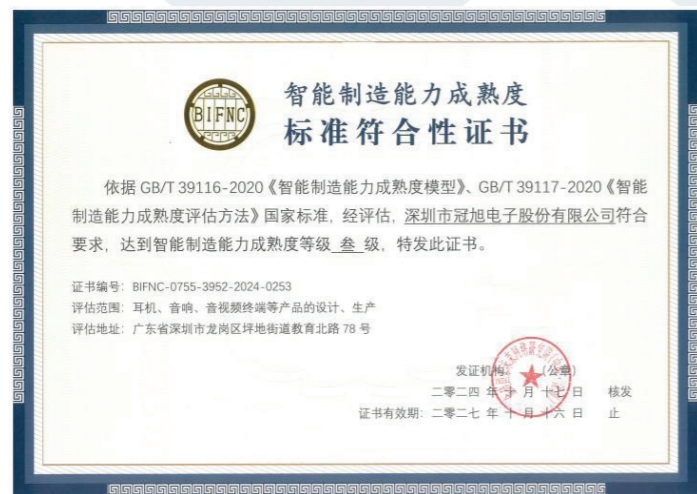 BIFNC
智能制造能力成熟度
标准符合性证书
依据 GB/T 39116-2020《智能制造能力成熟度模型》、GB/T 39117-2020《智能
制造能力成熟度评估方法》国家标准，经评估，深圳市冠旭电子股份有限公司符合
要求，达到智能制造能力成熟度等级 叁 级，特发此证书。
证书编号：BIFNC-0755-3952-2024-0253
评估范围：耳机、音响、音视频终端等产品的设计、生产
评估地址：广东省深圳市龙岗区坪地街道教育北路 78 号
发证机构 （公章）
二零二四 年 十 月 十七 日 核发
证书有效期：二零二七 年 十 月 十六 日 止